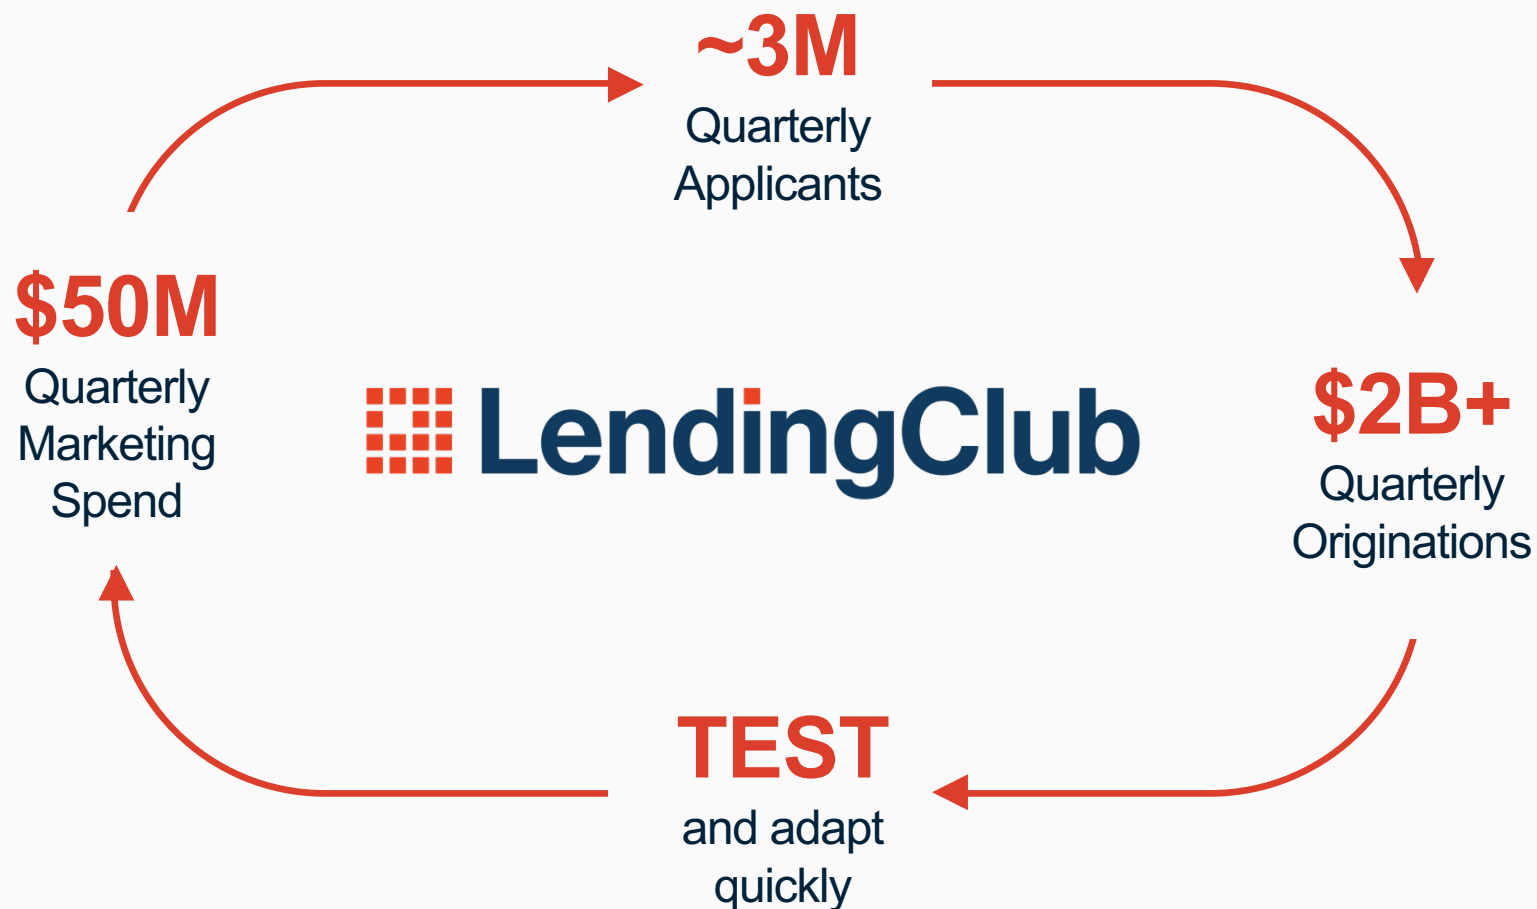 ~3M
Quarterly
Applicants
$50M
Quarterly
Marketing
Spend
LendingClub
$2B+
Quarterly
Originations
TEST
and adapt
quickly